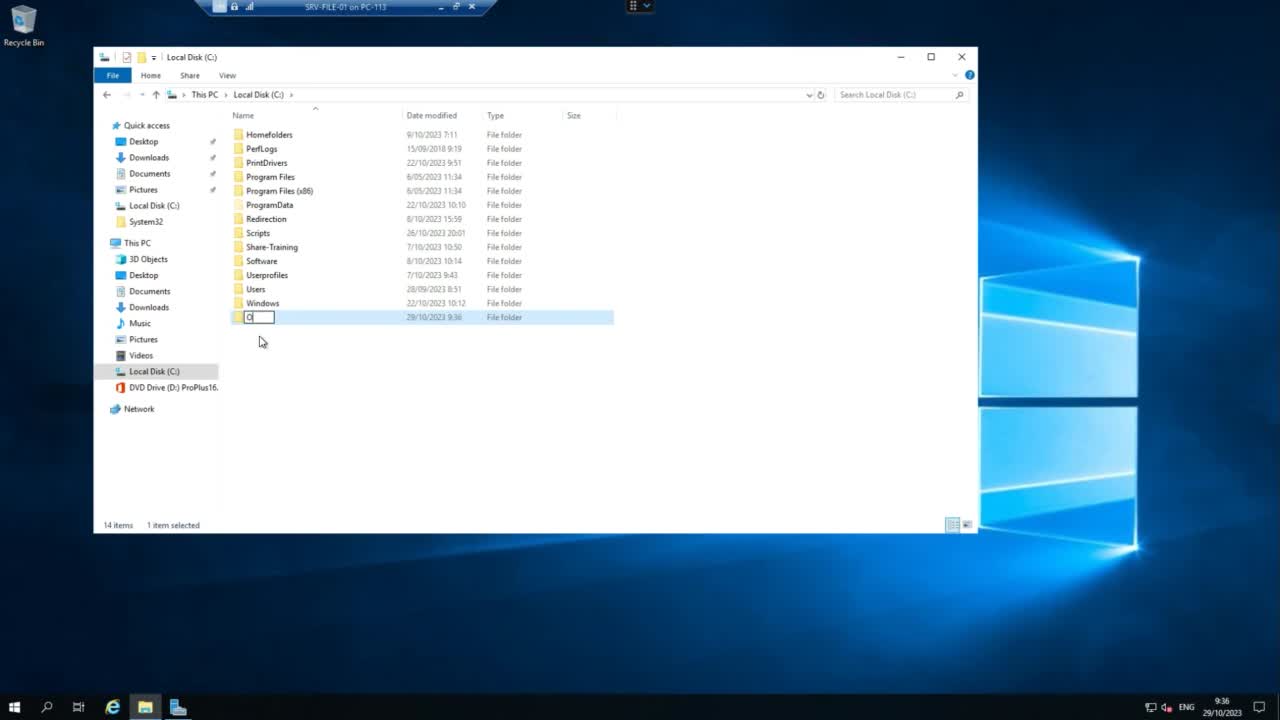 SRV-FILE-01 on PC-113
Recycle Bin
Local Disk (C:)
File Home Share View
This PC Local Disk (C:)
Search Local Disk (C:)
Name Date modified Type Size
Quick access
Desktop
Downloads
Documents
Pictures
Local Disk (C:)
System32
This PC
3D Objects
Desktop
Documents
Downloads
Music
Pictures
Videos
Local Disk (C:)
DVD Drive (D:) ProPlus16.
Network
Homefolders 9/10/2023 7:11 File folder
PerfLogs 15/09/2018 9:19 File folder
PrintDrivers 22/10/2023 9:51 File folder
Program Files 6/05/2023 11:34 File folder
Program Files (x86) 6/05/2023 11:34 File folder
ProgramData 22/10/2023 10:10 File folder
Redirection 8/10/2023 15:59 File folder
Scripts 26/10/2023 20:01 File folder
Share-Training 7/10/2023 10:50 File folder
Software 8/10/2023 10:14 File folder
Userprofiles 7/10/2023 9:43 File folder
Users 28/09/2023 8:51 File folder
Windows 22/10/2023 10:12 File folder
O 29/10/2023 9:36 File folder
14 items 1 item selected
ENG
9:36
29/10/2023